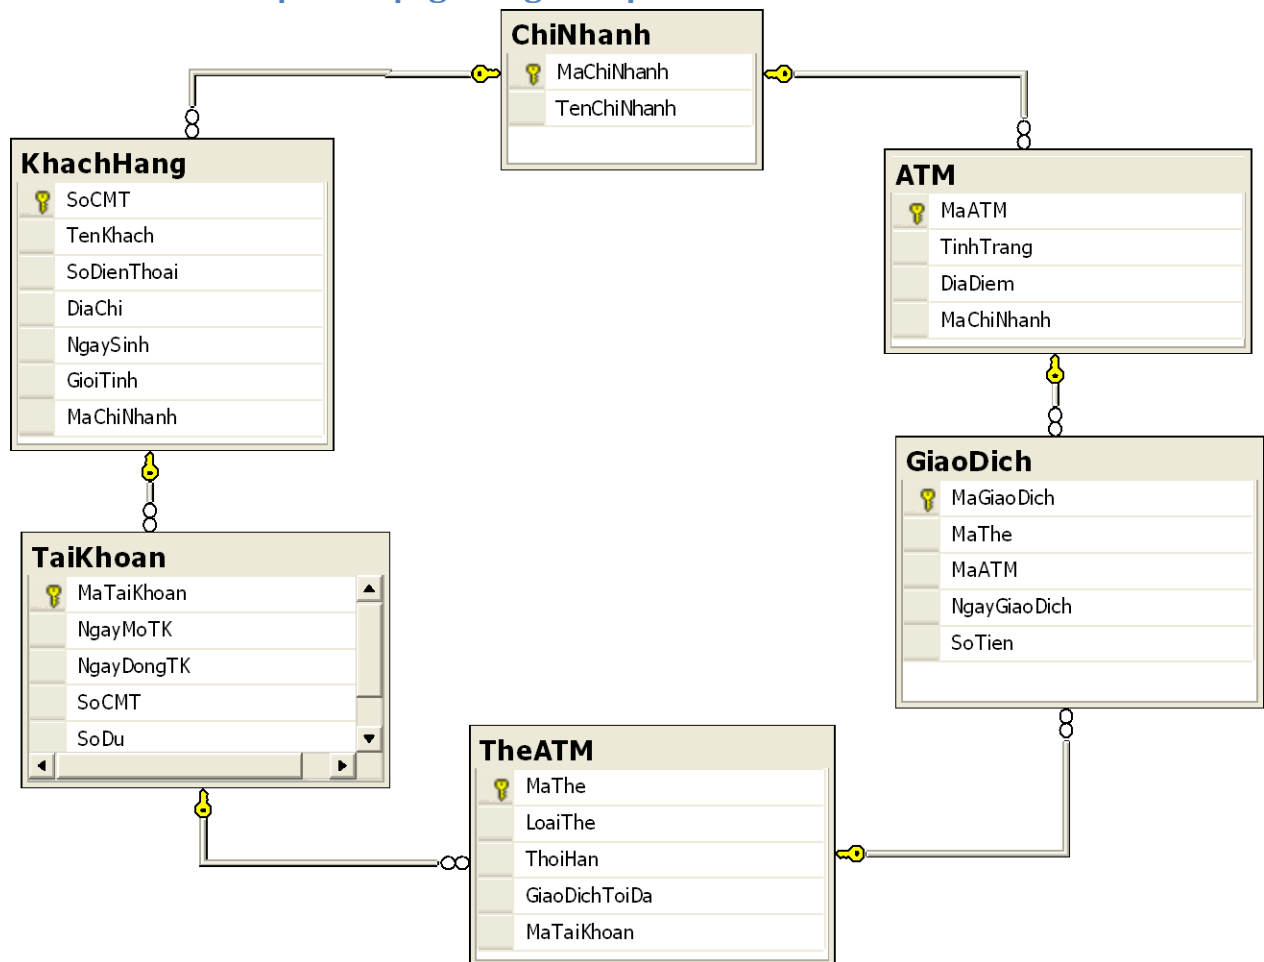 ChiNhanh
MaChiNhanh
TenChiNhanh
KhachHang
SoCMT
TenKhach
SoDienThoai
DiaChi
NgaySinh
GioiTinh
MaChiNhanh
ATM
MaATM
TinhTrang
DiaDiem
MaChiNhanh
GiaoDich
MaGiaoDich
MaThe
MaATM
NgayGiaoDich
SoTien
TaiKhoan
MaTaiKhoan
NgayMoTK
NgayDongTK
SoCMT
SoDu
TheATM
MaThe
LoaiThe
ThoiHan
GiaoDichToiDa
MaTaiKhoan